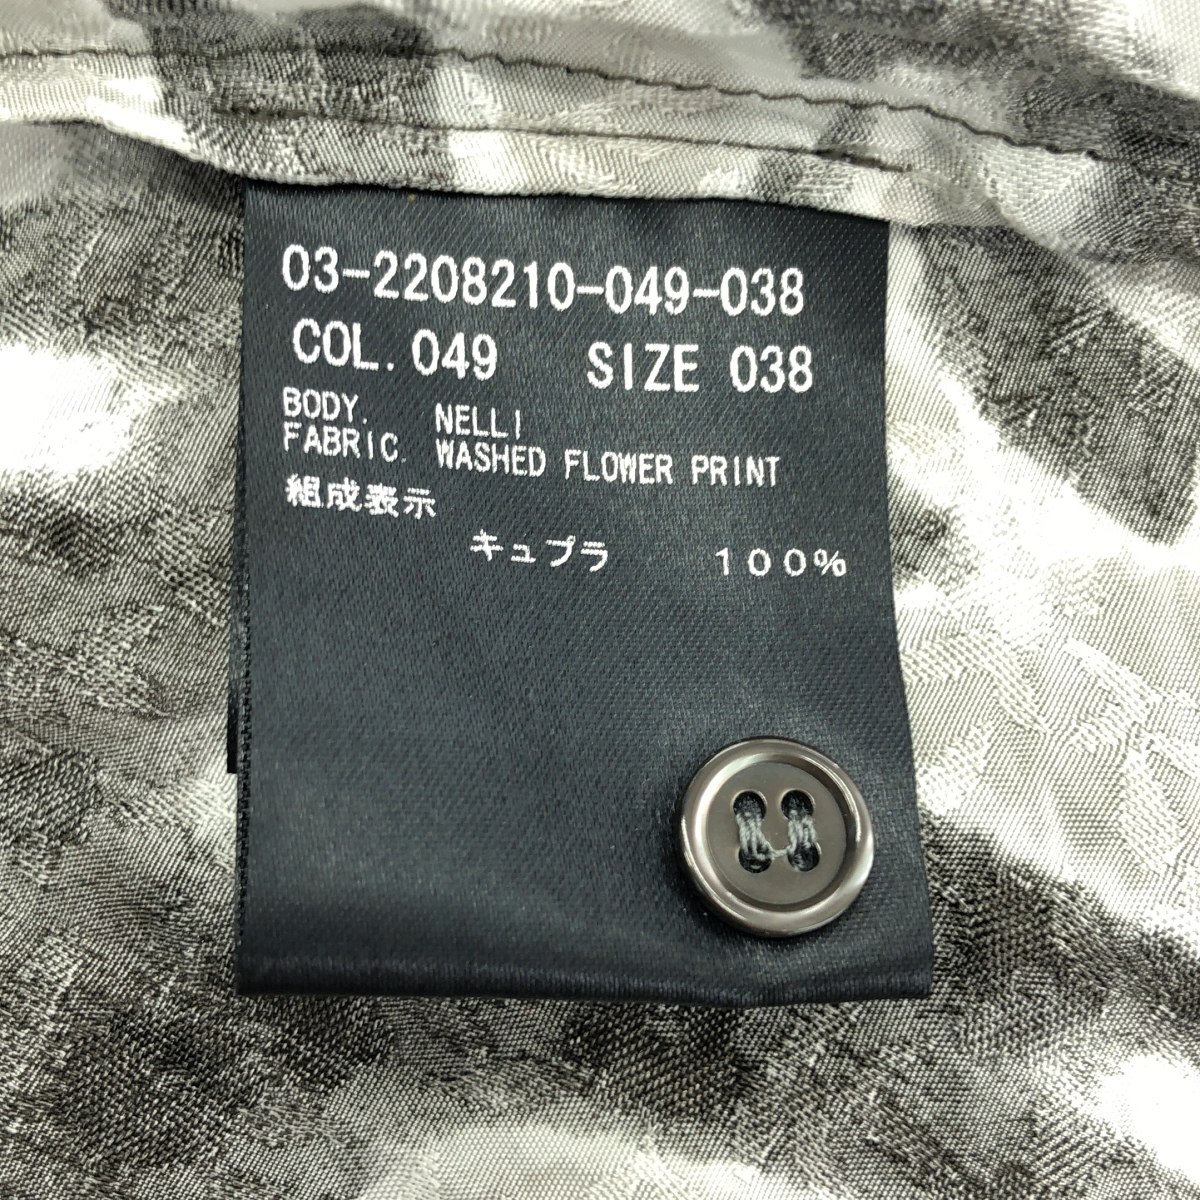 03-2208210-049-038
COL. 049 SIZE 038
BODY. NELLI
FABRIC. WASHED FLOWER PRINT
組成表示
キュプラ 100%